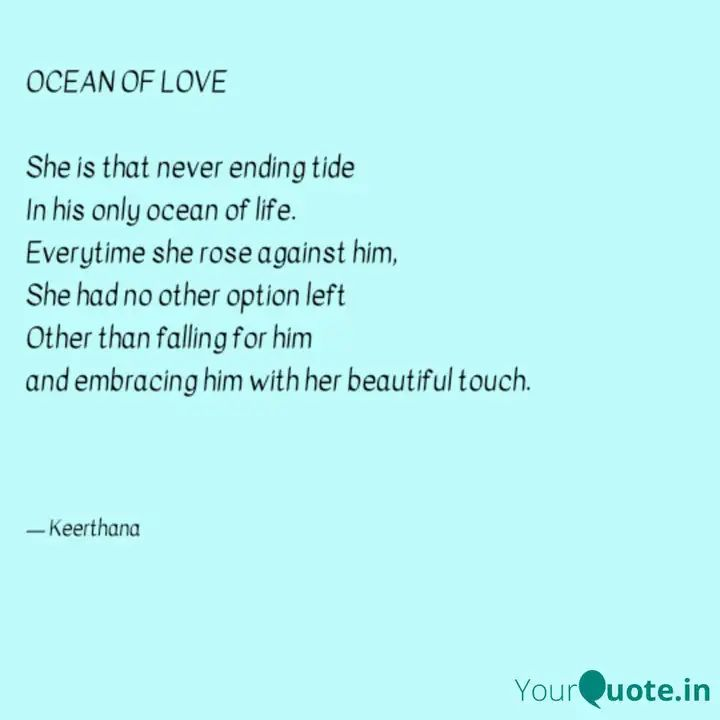 OCEAN OF LOVE
She is that never ending tide
In his only ocean of life.
Everytime she rose against him,
She had no other option left
Other than falling for him
and embracing him with her beautiful touch.
— Keerthana
YourQuote.in